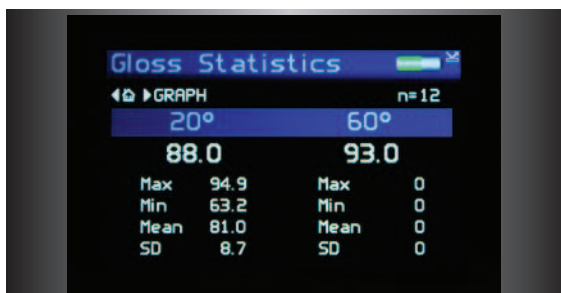 Gloss Statistics
GRAPH n=12
20° 60°
88.0 93.0
Max 94.9 Max 0
Min 63.2 Min 0
Mean 81.0 Mean 0
SD 8.7 SD 0